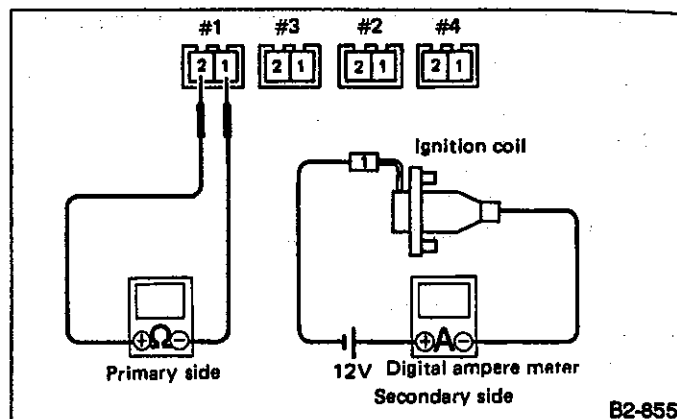 #1 #3 #2 #4
2 1 2 1 2 1 2 1
Ignition coil
1
+ Ω −
Primary side
12V
+ A −
Digital ampere meter
Secondary side
B2-855